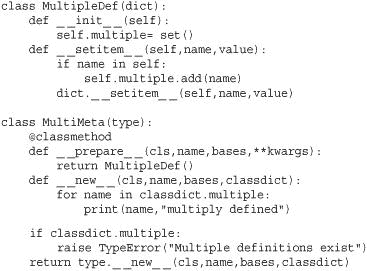 class MultipleDef(dict):
    def __init__(self):
        self.multiple= set()
    def __setitem__(self,name,value):
        if name in self:
            self.multiple.add(name)
        dict.__setitem__(self,name,value)

class MultiMeta(type):
    @classmethod
    def __prepare__(cls,name,bases,**kwargs):
        return MultipleDef()
    def __new__(cls,name,bases,classdict):
        for name in classdict.multiple:
            print(name,"multiply defined")

    if classdict.multiple:
        raise TypeError("Multiple definitions exist")
    return type.__new__(cls,name,bases,classdict)